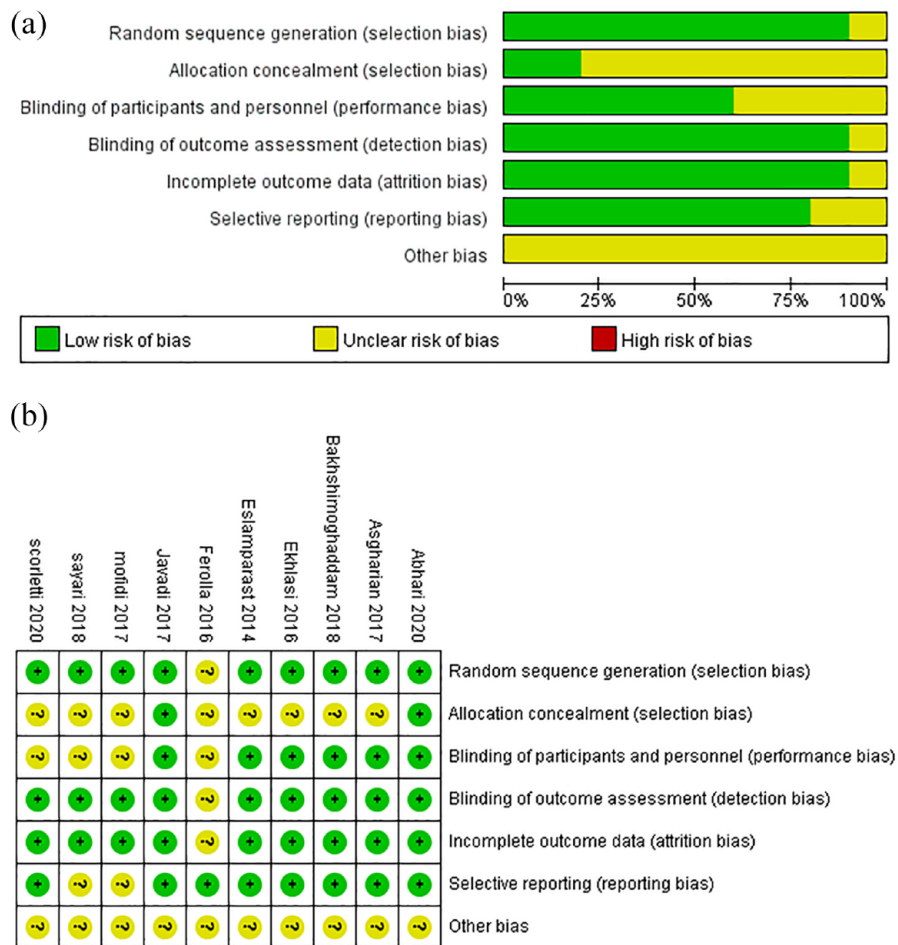 (a)
Random sequence generation (selection bias)
Allocation concealment (selection bias)
Blinding of participants and personnel (performance bias)
Blinding of outcome assessment (detection bias)
Incomplete outcome data (attrition bias)
Selective reporting (reporting bias)
Other bias
0% 25% 50% 75% 100%
Low risk of bias Unclear risk of bias High risk of bias
(b)
scorletti 2020
sayari 2018
mofidi 2017
Javadi 2017
Ferolla 2016
Eslamparast 2014
Ekhlasi 2016
Bakhshimoghaddam 2018
Asgharian 2017
Abhari 2020
+ + + + ? + + + + + Random sequence generation (selection bias)
? ? ? + ? ? ? ? ? + Allocation concealment (selection bias)
? ? ? + ? + + + + + Blinding of participants and personnel (performance bias)
+ + + + ? + + + + + Blinding of outcome assessment (detection bias)
+ + + + ? + + + + + Incomplete outcome data (attrition bias)
+ ? ? + + + + + + + Selective reporting (reporting bias)
? ? ? ? ? ? ? ? ? ? Other bias